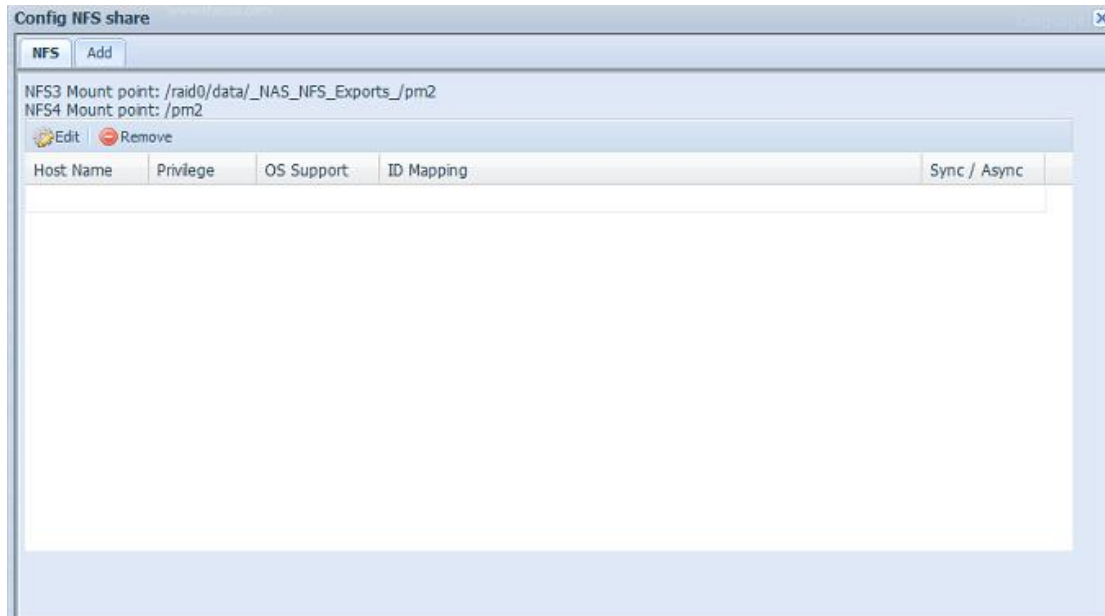 Config NFS share
NFS Add
NFS3 Mount point: /raid0/data/_NAS_NFS_Exports_/pm2
NFS4 Mount point: /pm2
Edit Remove
Host Name Privilege OS Support ID Mapping Sync / Async